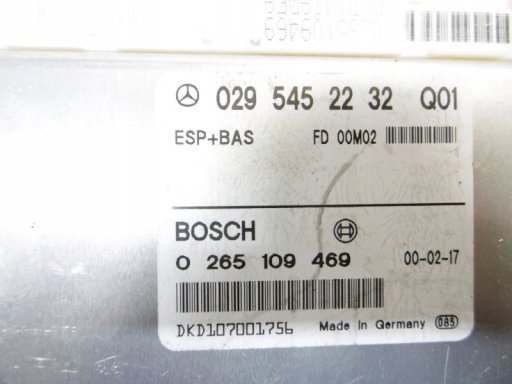 029 545 22 32 Q01
ESP+BAS FD 00M02
BOSCH
0 265 109 469 00-02-17
DKD107001756 Made in Germany 085